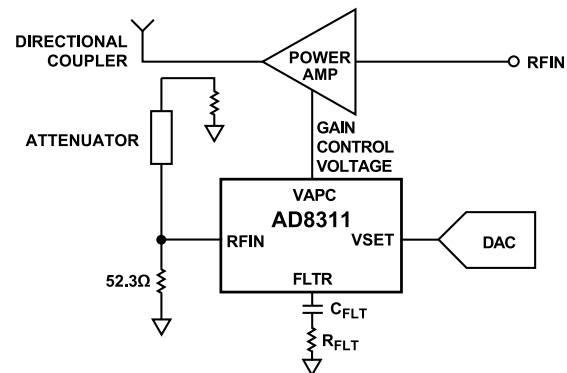 DIRECTIONAL
COUPLER
POWER
AMP
RFIN
ATTENUATOR
GAIN
CONTROL
VOLTAGE
VAPC
AD8311
RFIN
VSET
DAC
52.3Ω
FLTR
CFLT
RFLT